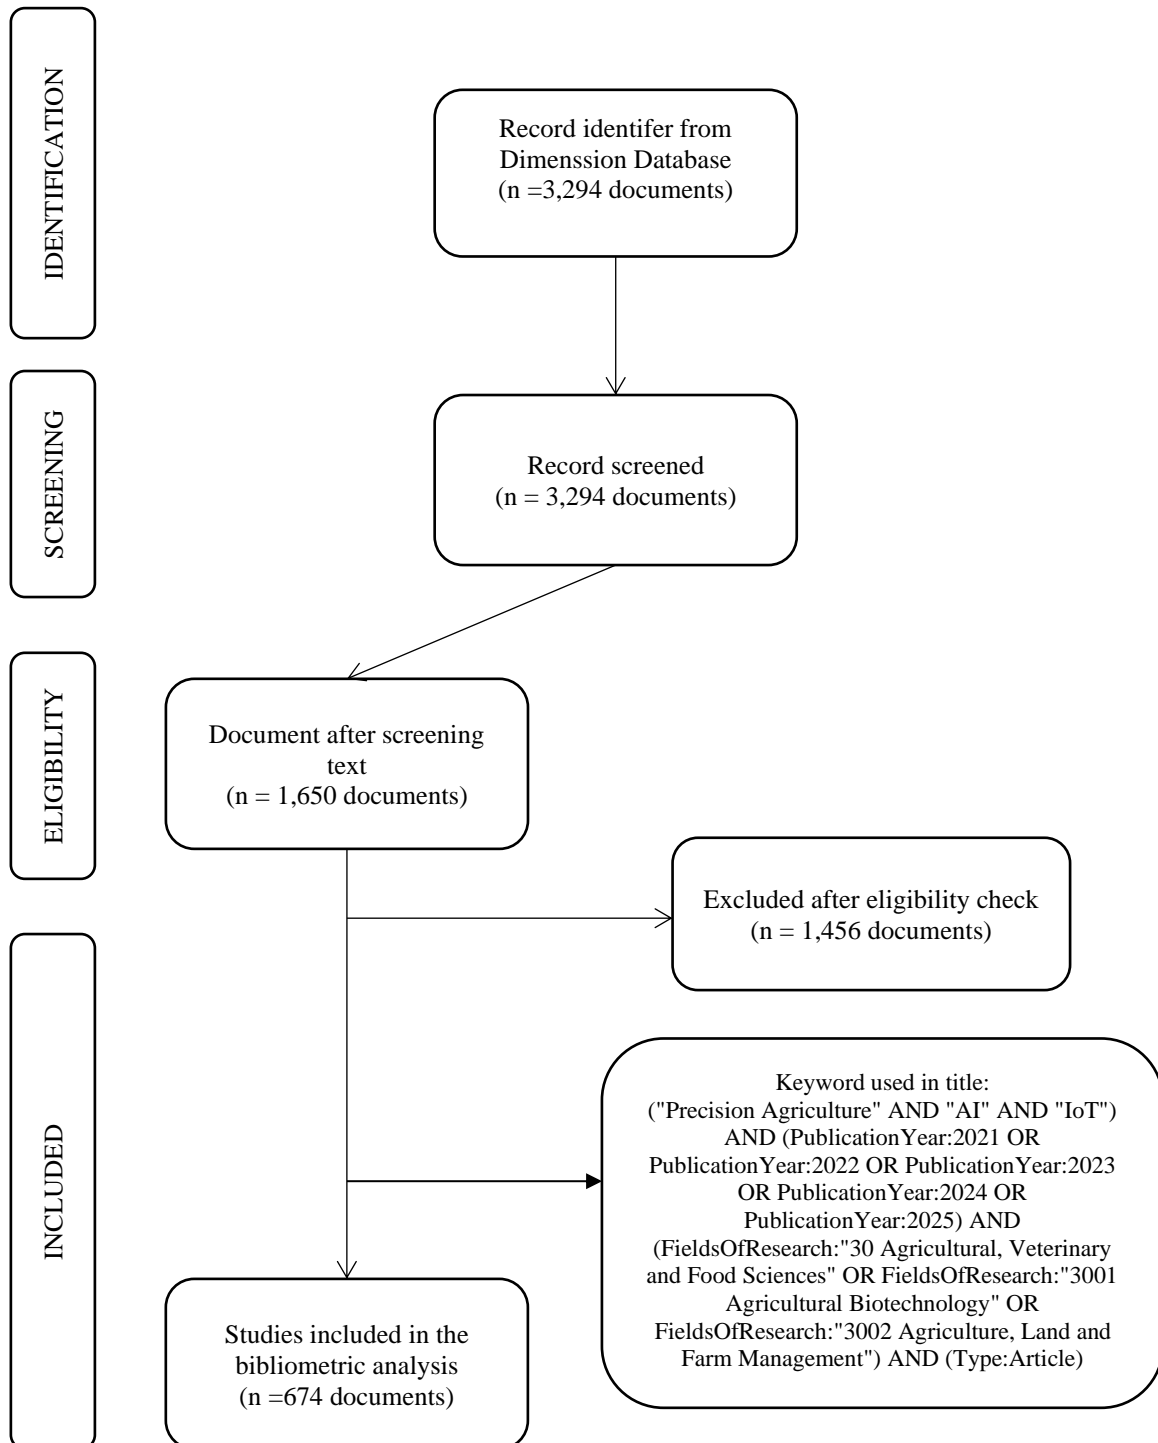 IDENTIFICATION
Record identifer from
Dimenssion Database
(n =3,294 documents)
SCREENING
Record screened
(n = 3,294 documents)
ELIGIBILITY
Document after screening
text
(n = 1,650 documents)
Excluded after eligibility check
(n = 1,456 documents)
INCLUDED
Keyword used in title:
("Precision Agriculture" AND "AI" AND "IoT")
AND (PublicationYear:2021 OR
PublicationYear:2022 OR PublicationYear:2023
OR PublicationYear:2024 OR
PublicationYear:2025) AND
(FieldsOfResearch:"30 Agricultural, Veterinary
and Food Sciences" OR FieldsOfResearch:"3001
Agricultural Biotechnology" OR
FieldsOfResearch:"3002 Agriculture, Land and
Farm Management") AND (Type:Article)
Studies included in the
bibliometric analysis
(n =674 documents)